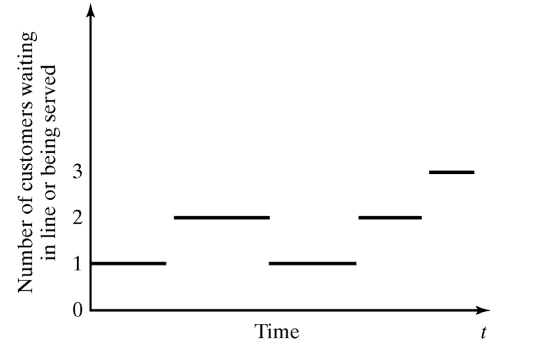 Number of customers waiting
in line or being served
3
2
1
0
Time
t